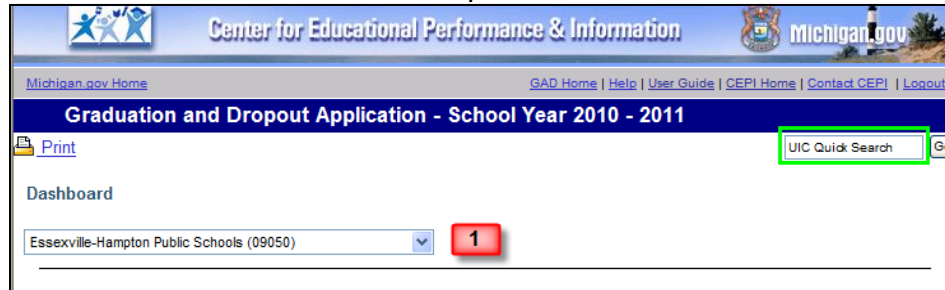 Center for Educational Performance & Information
Michigan.gov
Michigan.gov Home
GAD Home | Help | User Guide | CEPI Home | Contact CEPI | Logout
Graduation and Dropout Application - School Year 2010 - 2011
Print
UIC Quick Search
Dashboard
Essexville-Hampton Public Schools (09050)
1